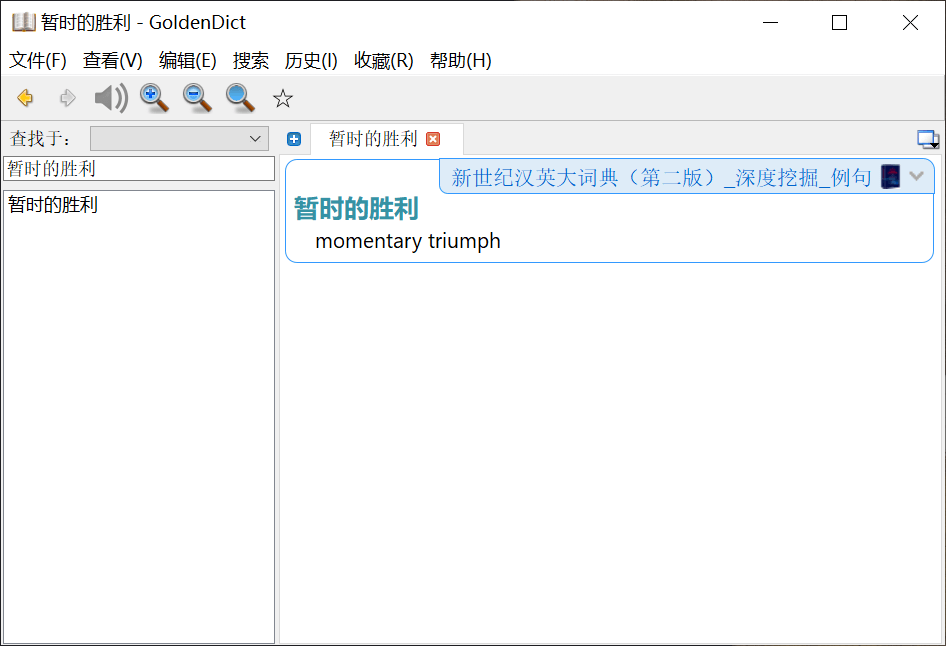 暂时的胜利 - GoldenDict
文件(F) 查看(V) 编辑(E) 搜索 历史(I) 收藏(R) 帮助(H)
查找于:
暂时的胜利
暂时的胜利
暂时的胜利
新世纪汉英大词典（第二版）_深度挖掘_例句
暂时的胜利
momentary triumph